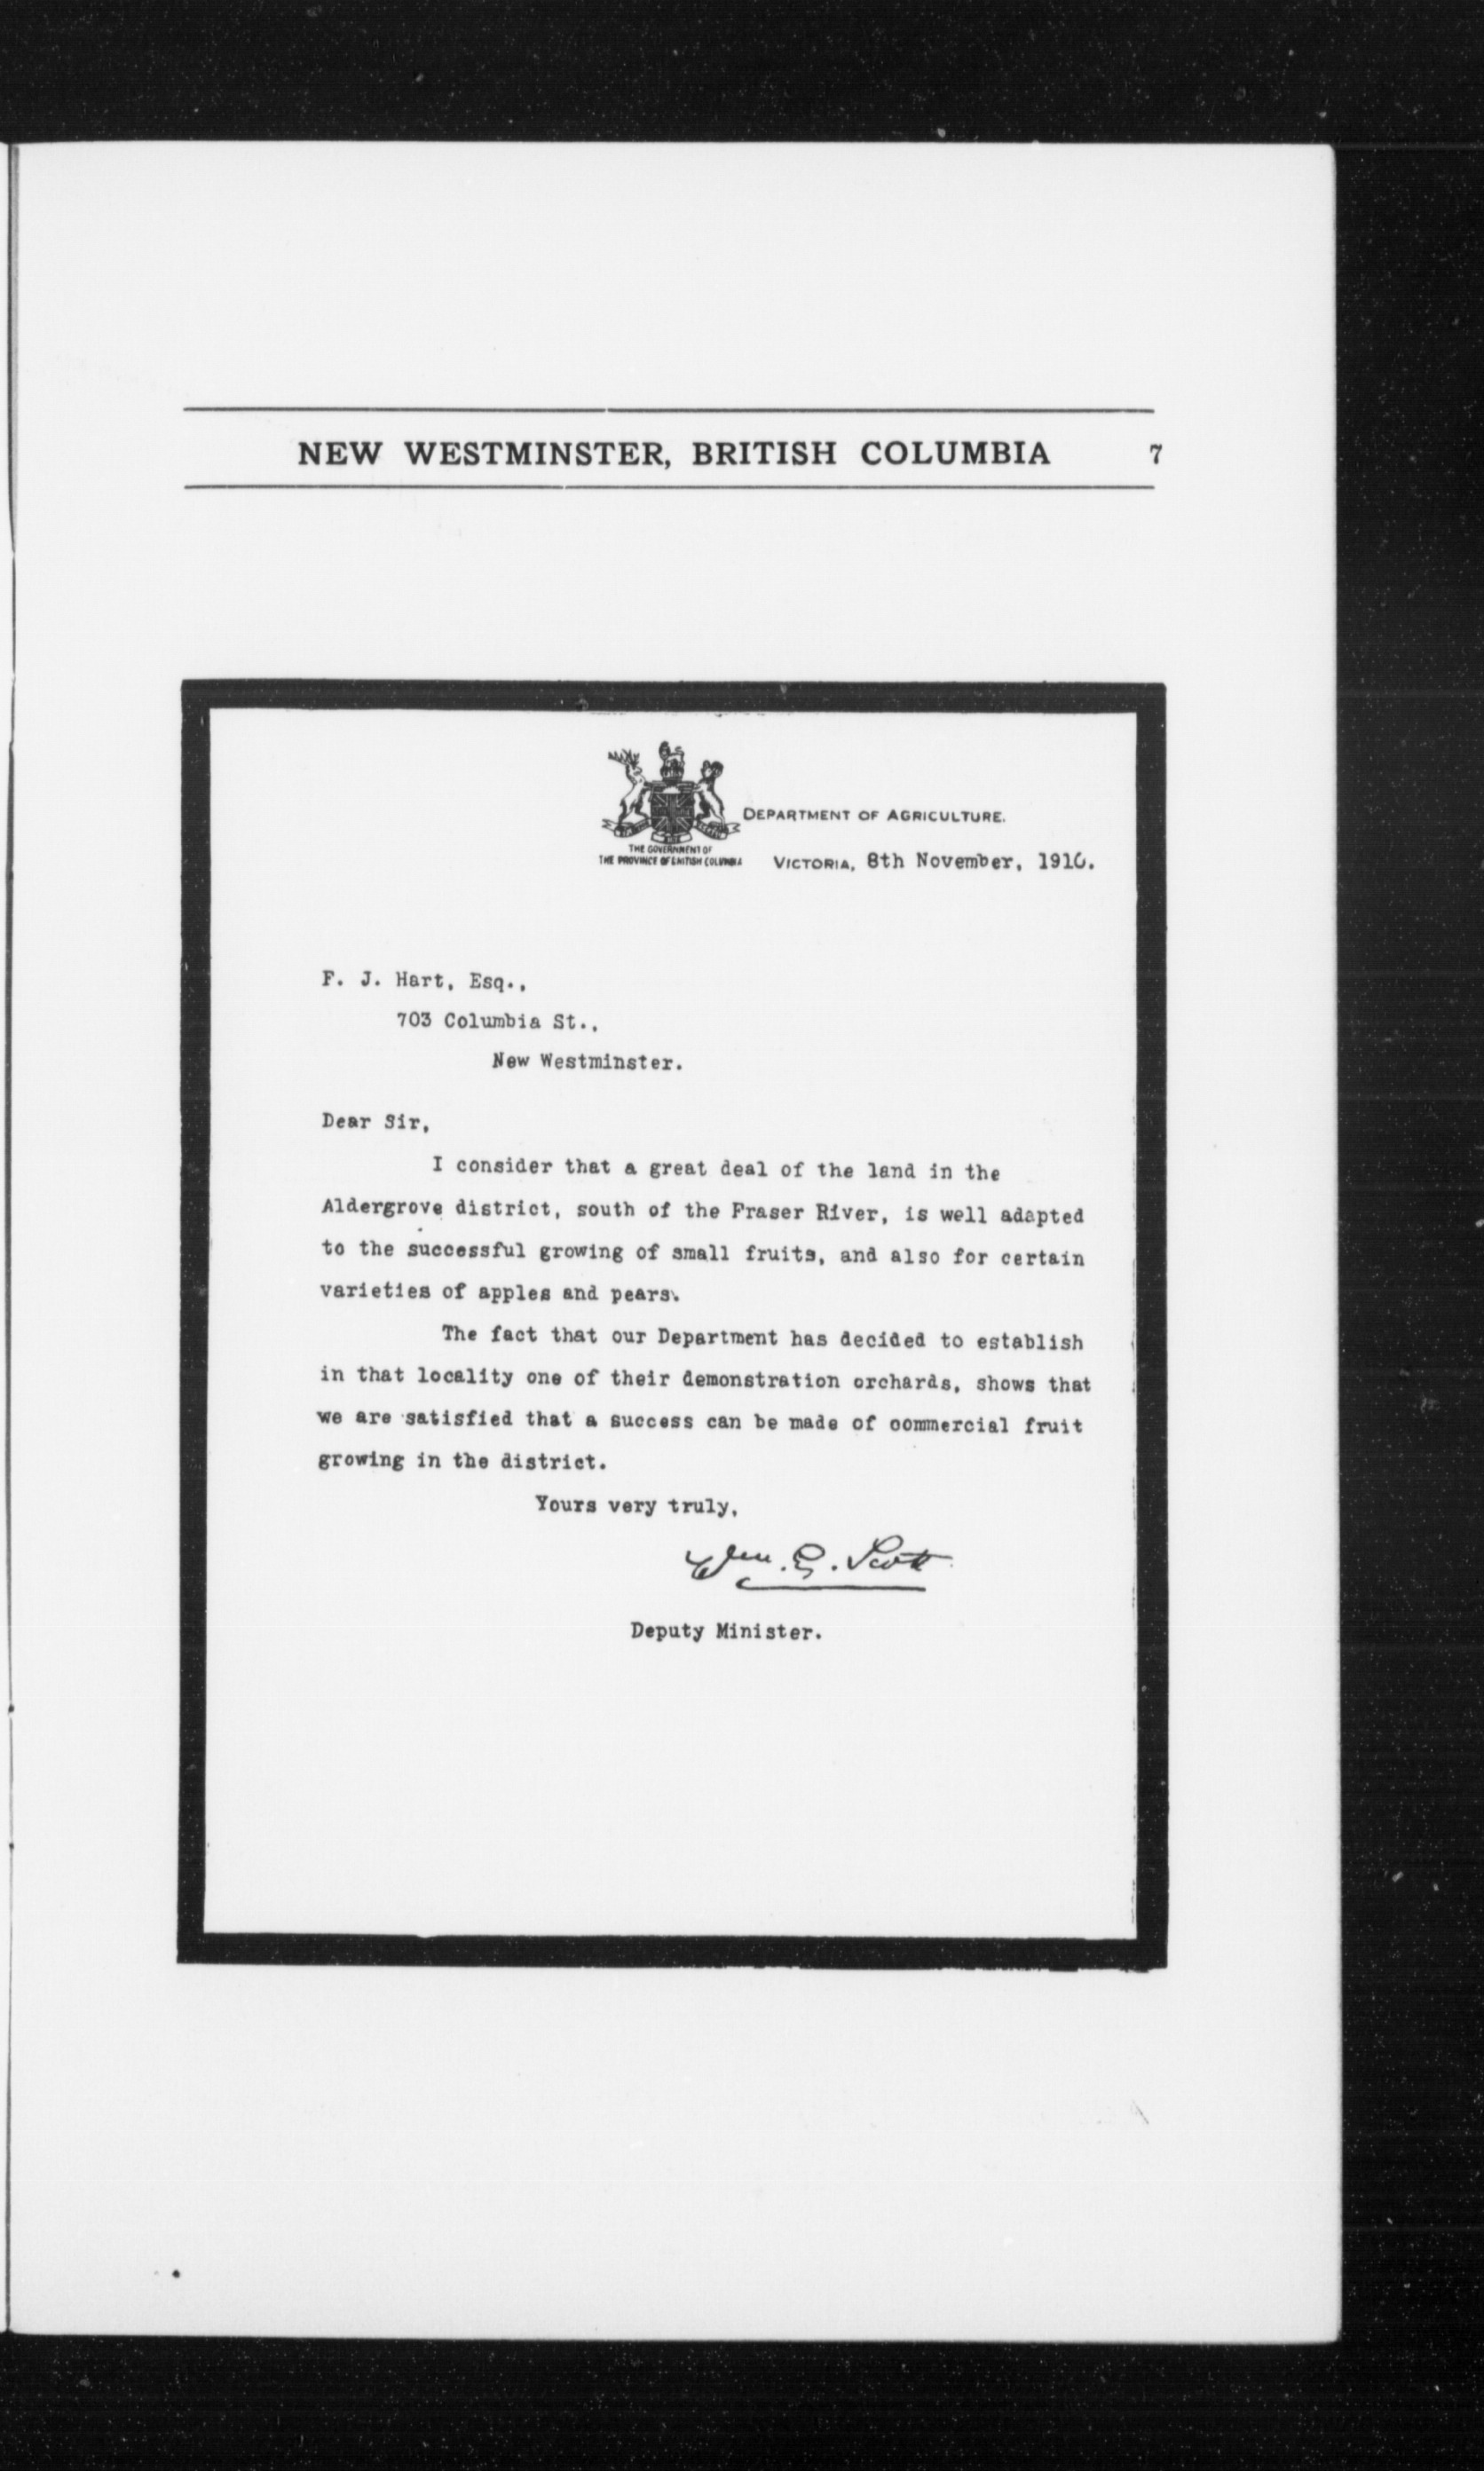 NEW WESTMINSTER, BRITISH COLUMBIA 7
DEPARTMENT OF AGRICULTURE.
THE GOVERNMENT OF
THE PROVINCE OF BRITISH COLUMBIA
VICTORIA, 8th November, 1910.
F. J. Hart, Esq.,
703 Columbia St.,
New Westminster.
Dear Sir,
I consider that a great deal of the land in the
Aldergrove district, south of the Fraser River, is well adapted
to the successful growing of small fruits, and also for certain
varieties of apples and pears.
The fact that our Department has decided to establish
in that locality one of their demonstration orchards, shows that
we are satisfied that a success can be made of commercial fruit
growing in the district.
Yours very truly,
Wm. E. Scott
Deputy Minister.